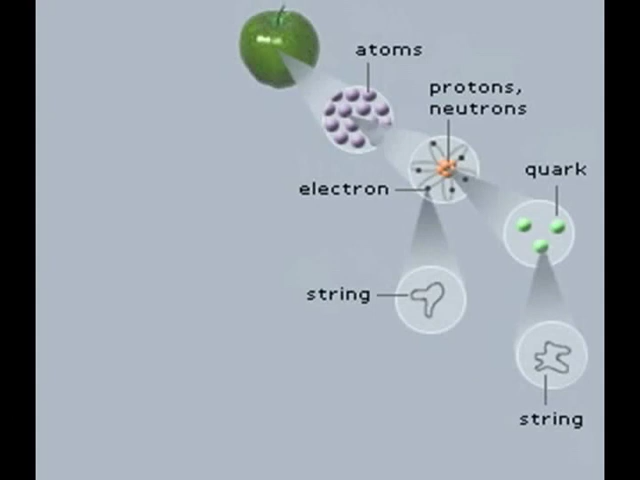 atoms
protons,
neutrons
quark
electron
string
string